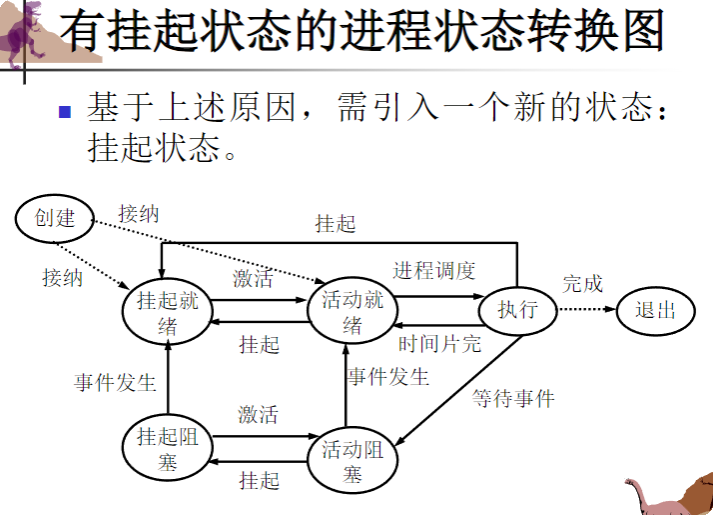 有挂起状态的进程状态转换图
基于上述原因，需引入一个新的状态：
挂起状态。
创建
接纳
挂起
接纳
激活
进程调度
完成
挂起就
绪
活动就
绪
执行
退出
挂起
时间片完
事件发生
事件发生
等待事件
激活
挂起阻
塞
活动阻
塞
挂起